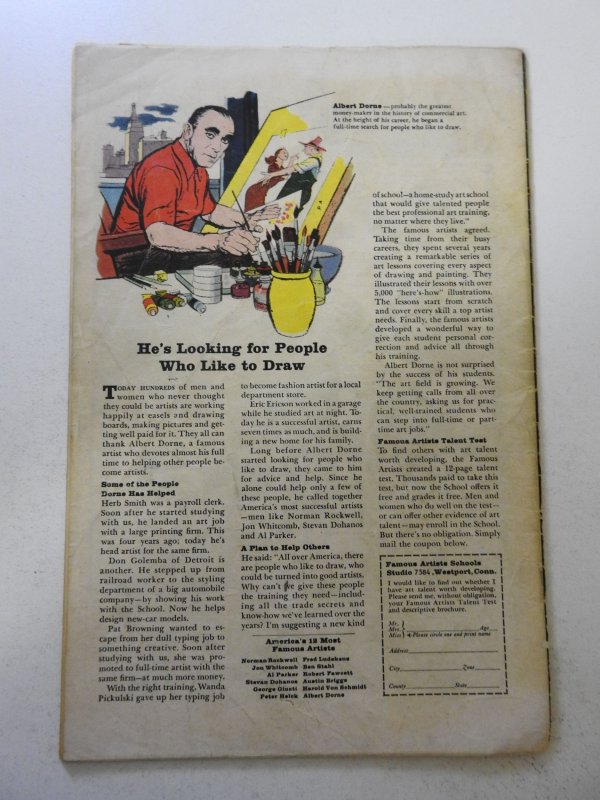 Albert Dorne — probably the greatest
money-maker in the history of commercial art.
At the height of his career, he began a
full-time search for people who like to draw.
He's Looking for People
Who Like to Draw
TODAY HUNDREDS of men and
women who never thought
they could be artists are working
happily at easels and drawing
boards, making pictures and get-
ting well paid for it. They all can
thank Albert Dorne, a famous
artist who devotes almost his full
time to helping other people be-
come artists.
Some of the People
Dorne Has Helped
Herb Smith was a payroll clerk.
Soon after he started studying
with us, he landed an art job
with a large printing firm. This
was four years ago; today he's
head artist for the same firm.
Don Golemba of Detroit is
another. He stepped up from
railroad worker to the styling
department of a big automobile
company—by showing his work
with the School. Now he helps
design new-car models.
Pat Browning wanted to es-
cape from her dull typing job to
something creative. Soon after
studying with us, she was pro-
moted to full-time artist with the
same firm—at much more money.
With the right training, Wanda
Pickulski gave up her typing job
to become fashion artist for a local
department store.
Eric Ericson worked in a garage
while he studied art at night. To-
day he is a successful artist, earns
seven times as much, and is build-
ing a new home for his family.
Long before Albert Dorne
started looking for people who
like to draw, they came to him
for advice and help. Since he
alone could help only a few of
these people, he called together
America's most successful artists
—men like Norman Rockwell,
Jon Whitcomb, Stevan Dohanos
and Al Parker.
A Plan to Help Others
He said: "All over America, there
are people who like to draw, who
could be turned into good artists.
Why can't we give these people
the training they need—includ-
ing all the trade secrets and
know-how we've learned over the
years? I'm suggesting a new kind
America's 12 Most
Famous Artists
Norman Rockwell Fred Ludekens
Jon Whitcomb Ben Stahl
Al Parker Robert Fawcett
Stevan Dohanos Austin Briggs
George Giusti Harold Von Schmidt
Peter Helck Albert Dorne
of school—a home-study art school
that would give talented people
the best professional art training,
no matter where they live."
The famous artists agreed.
Taking time from their busy
careers, they spent several years
creating a remarkable series of
art lessons covering every aspect
of drawing and painting. They
illustrated their lessons with over
5,000 "here's-how" illustrations.
The lessons start from scratch
and cover every skill a top artist
needs. Finally, the famous artists
developed a wonderful way to
give each student personal cor-
rection and advice all through
his training.
Albert Dorne is not surprised
by the success of his students.
"The art field is growing. We
keep getting calls from all over
the country, asking us for prac-
tical, well-trained students who
can step into full-time or part-
time art jobs."
Famous Artists Talent Test
To find others with art talent
worth developing, the Famous
Artists created a 12-page talent
test. Thousands paid to take this
test, but now the School offers it
free and grades it free. Men and
women who do well on the test—
or can offer other evidence of art
talent—may enroll in the School.
But there's no obligation. Simply
mail the coupon below.
Famous Artists Schools
Studio 7384, Westport, Conn.
I would like to find out whether I
have art talent worth developing.
Please send me, without obligation,
your Famous Artists Talent Test
and descriptive brochure.
Mr.
Mrs. Age
Miss Please circle one and print name
Address
City Zone
County State